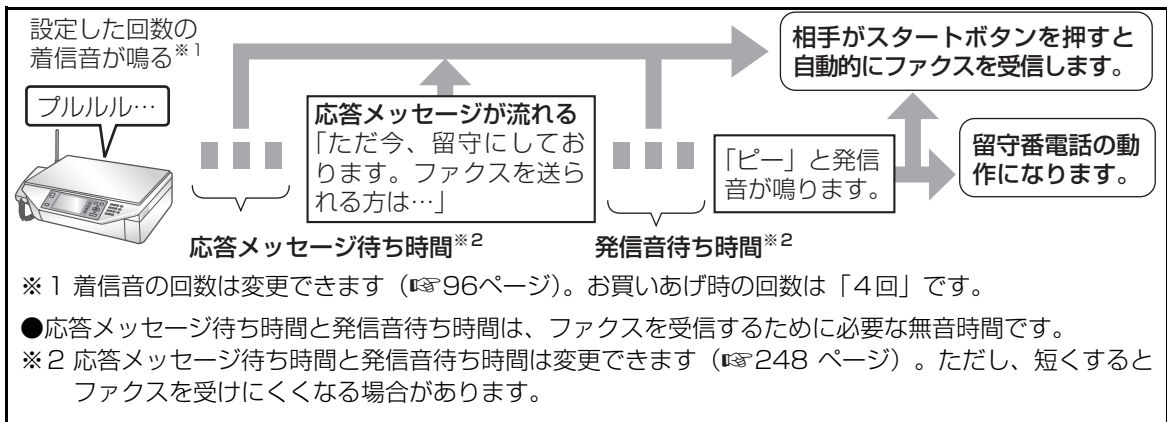 設定した回数の
着信音が鳴る※1
プルルル…
応答メッセージ待ち時間※2
応答メッセージが流れる
「ただ今、留守にしてお
ります。ファクスを送ら
れる方は…」
発信音待ち時間※2
「ピー」と発信
音が鳴ります。
相手がスタートボタンを押すと
自動的にファクスを受信します。
留守番電話の動
作になります。
※1 着信音の回数は変更できます（☞96ページ）。お買いあげ時の回数は「4回」です。
●応答メッセージ待ち時間と発信音待ち時間は、ファクスを受信するために必要な無音時間です。
※2 応答メッセージ待ち時間と発信音待ち時間は変更できます（☞248 ページ）。ただし、短くすると
ファクスを受けにくくなる場合があります。